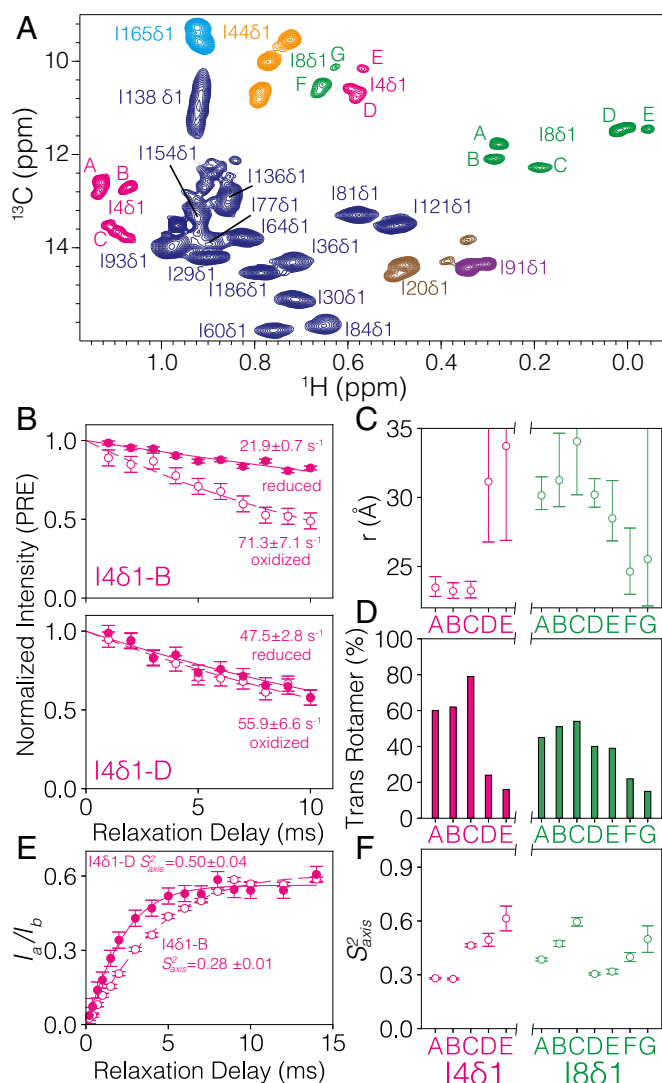 A
I165δ1
I44δ1
I8δ1
G
E
F
I4δ1
D
I138 δ1
A
D
E
I8δ1
B
C
A
B
I4δ1
C
I154δ1
I136δ1
I77δ1
I64δ1
I81δ1
I121δ1
I93δ1
I29δ1
I186δ1
I36δ1
I30δ1
I20δ1
I91δ1
I60δ1
I84δ1
10
12
14
13C (ppm)
1.0 0.8 0.6 0.4 0.2 0.0
1H (ppm)
B
1.0
0.5
0.0
21.9±0.7 s-1
reduced
71.3±7.1 s-1
oxidized
I4δ1-B
1.0
0.5
0.0
47.5±2.8 s-1
reduced
55.9±6.6 s-1
oxidized
I4δ1-D
Normalized Intensity (PRE)
0 5 10
Relaxation Delay (ms)
C
35
30
25
r (Å)
ABCDE ABCDEFG
D
100
80
60
40
20
0
Trans Rotamer (%)
ABCDE ABCDEFG
E
I4δ1-D S2axis=0.50±0.04
I4δ1-B
S2axis=0.28 ±0.01
0.6
0.3
0.0
Ia/Ib
0 5 10 15
Relaxation Delay (ms)
F
0.9
0.6
0.3
0.0
S2axis
ABCDE ABCDEFG
I4δ1 I8δ1